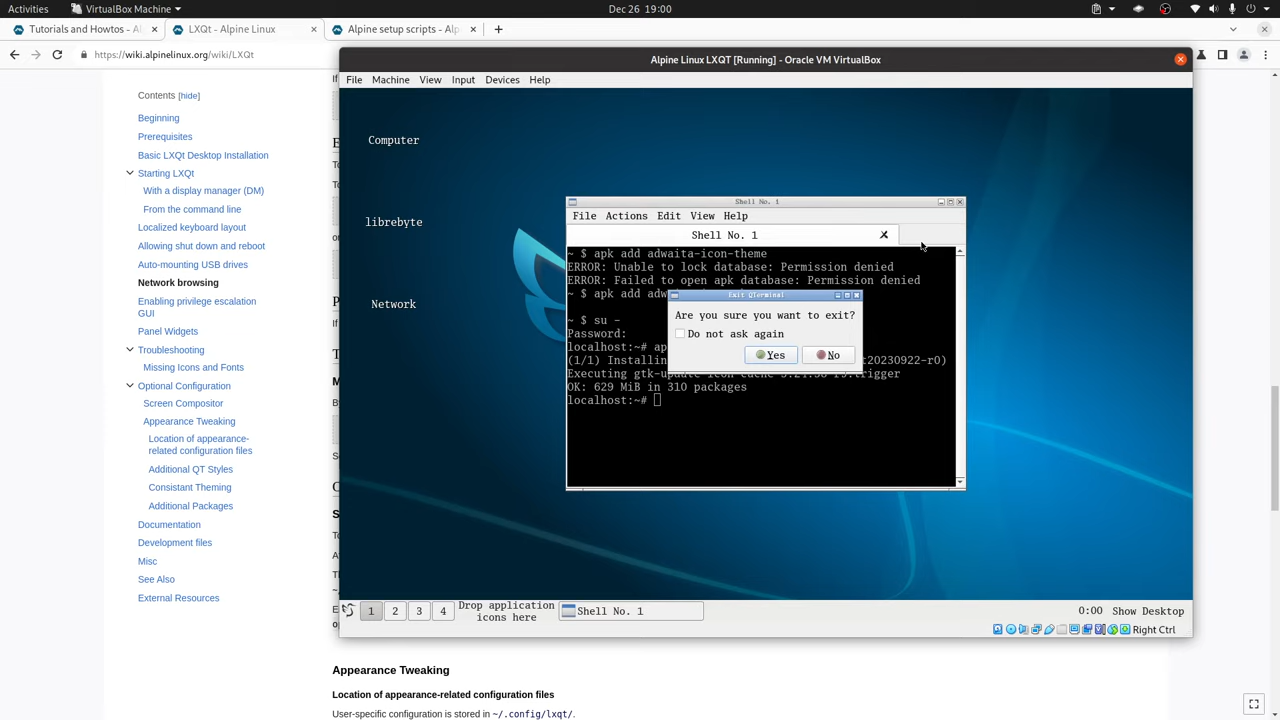 Activities
VirtualBox Machine
Dec 26 19:00
Tutorials and Howtos - A
LXQt - Alpine Linux
Alpine setup scripts - Alp
https://wiki.alpinelinux.org/wiki/LXQt
Alpine Linux LXQT [Running] - Oracle VM VirtualBox
File Machine View Input Devices Help
Contents [hide]
Beginning
Prerequisites
Basic LXQt Desktop Installation
Starting LXQt
With a display manager (DM)
From the command line
Localized keyboard layout
Allowing shut down and reboot
Auto-mounting USB drives
Network browsing
Enabling privilege escalation
GUI
Panel Widgets
Troubleshooting
Missing Icons and Fonts
Optional Configuration
Screen Compositor
Appearance Tweaking
Location of appearance-
related configuration files
Additional QT Styles
Consistant Theming
Additional Packages
Documentation
Development files
Misc
See Also
External Resources
Computer
librebyte
Network
Shell No. 1
File Actions Edit View Help
Shell No. 1
~ $ apk add adwaita-icon-theme
ERROR: Unable to lock database: Permission denied
ERROR: Failed to open apk database: Permission denied
~ $ apk add adw
~ $ su -
Password:
localhost:~# ap
(1/1) Installin t20230922-r0)
Executing gtk-update trigger
OK: 629 MiB in 310 packages
localhost:~#
Exit QTerminal
Are you sure you want to exit?
Do not ask again
Yes
No
1 2 3 4
Drop application
icons here
Shell No. 1
0:00
Show Desktop
Right Ctrl
Appearance Tweaking
Location of appearance-related configuration files
User-specific configuration is stored in ~/.config/lxqt/.